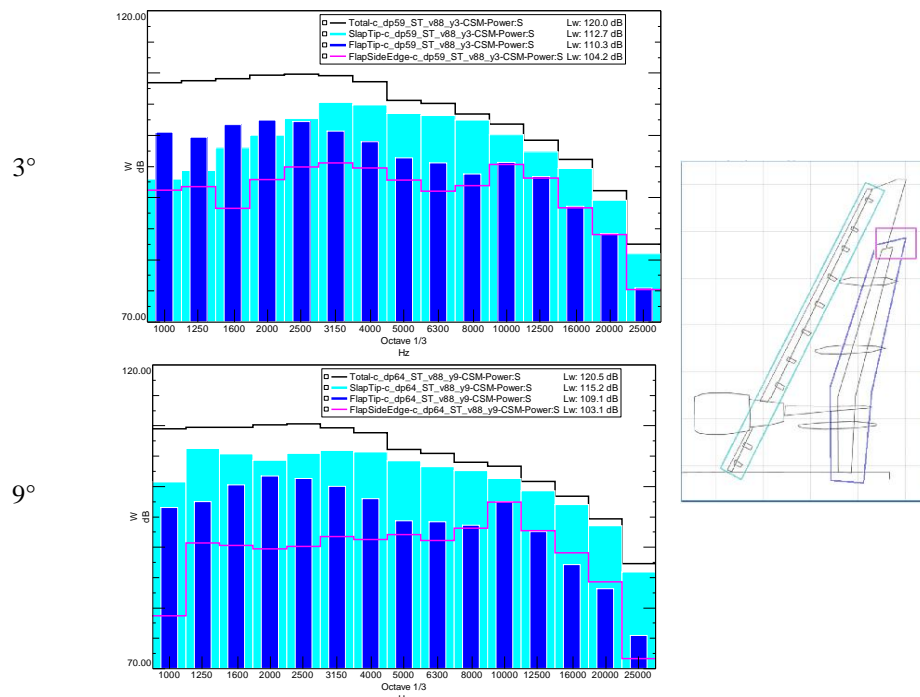 3°
120.00
Total-c_dp59_ST_v88_y3-CSM-Power:S Lw: 120.0 dB
SlapTip-c_dp59_ST_v88_y3-CSM-Power:S Lw: 112.7 dB
FlapTip-c_dp59_ST_v88_y3-CSM-Power:S Lw: 110.3 dB
FlapSideEdge-c_dp59_ST_v88_y3-CSM-Power:S Lw: 104.2 dB
W
dB
70.00
1000 1250 1600 2000 2500 3150 4000 5000 6300 8000 10000 12500 16000 20000 25000
Octave 1/3
Hz
9°
120.00
Total-c_dp64_ST_v88_y9-CSM-Power:S Lw: 120.5 dB
SlapTip-c_dp64_ST_v88_y9-CSM-Power:S Lw: 115.2 dB
FlapTip-c_dp64_ST_v88_y9-CSM-Power:S Lw: 109.1 dB
FlapSideEdge-c_dp64_ST_v88_y9-CSM-Power:S Lw: 103.1 dB
W
dB
70.00
1000 1250 1600 2000 2500 3150 4000 5000 6300 8000 10000 12500 16000 20000 25000
Octave 1/3